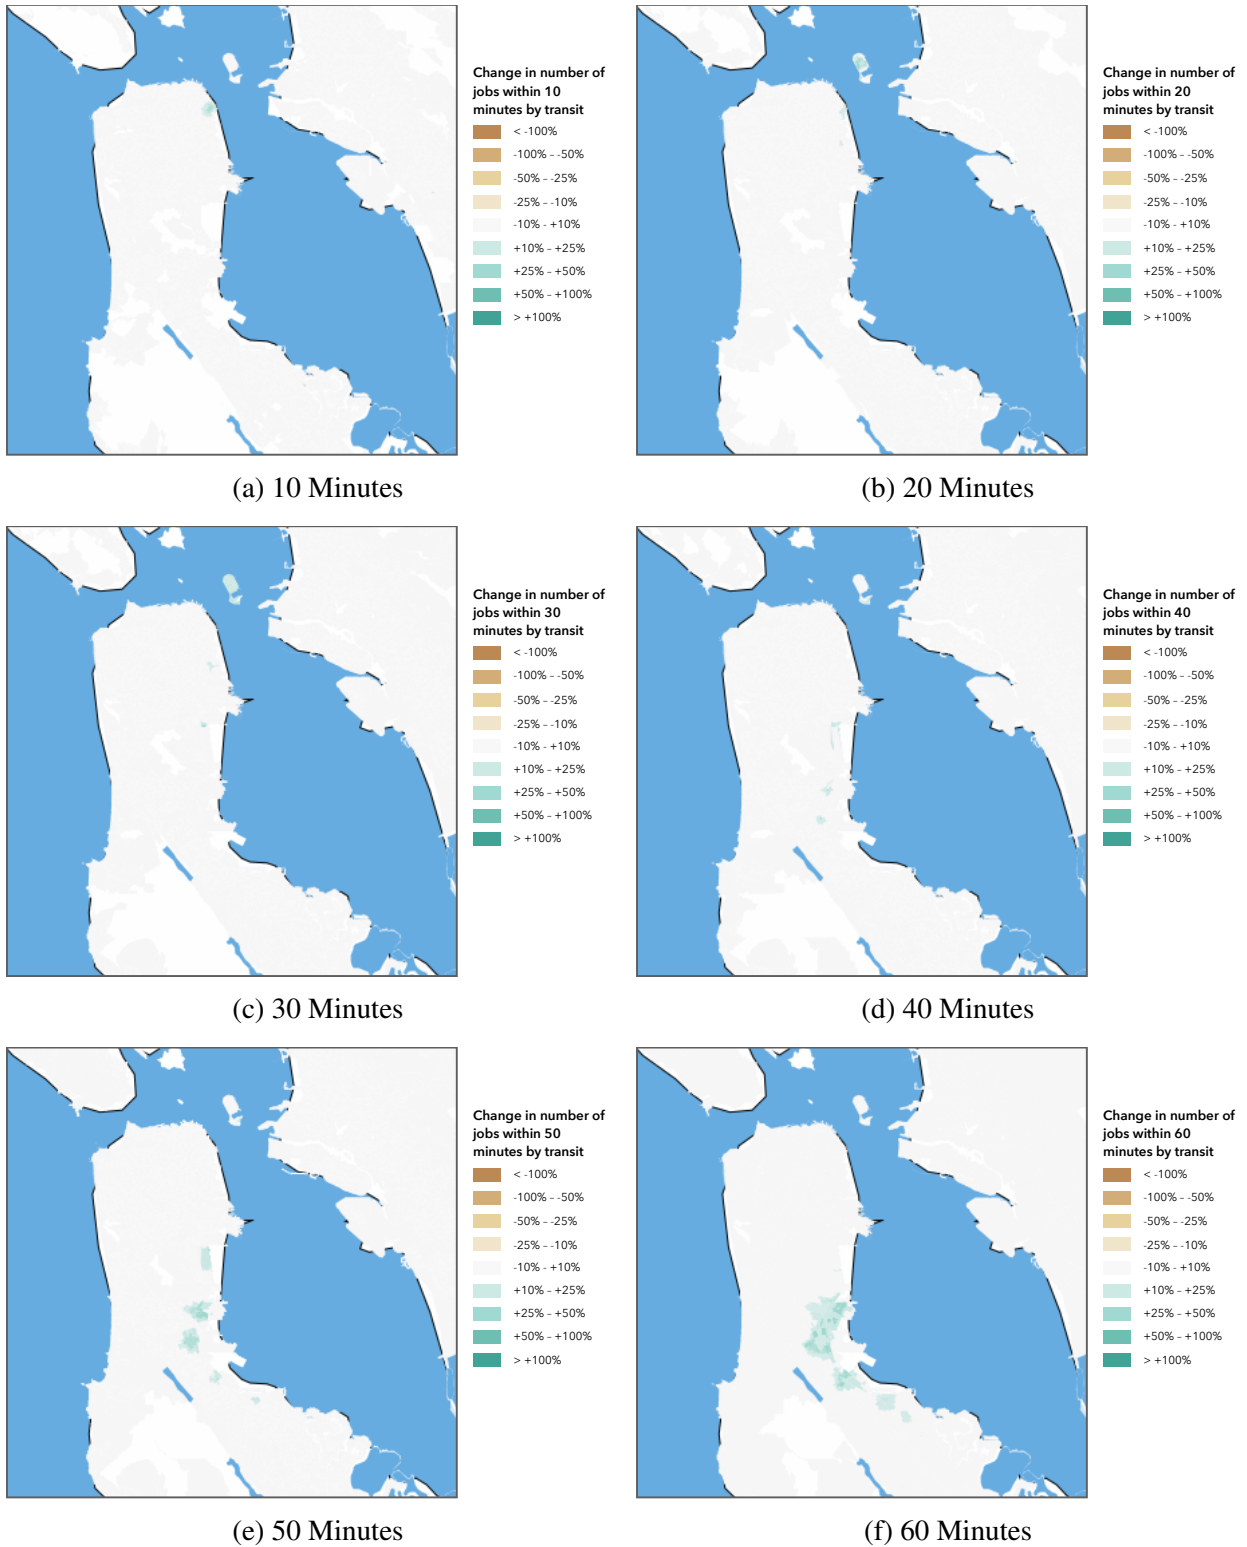 Change in number of
jobs within 10
minutes by transit
< -100%
-100% – -50%
-50% – -25%
-25% – -10%
-10% - +10%
+10% – +25%
+25% – +50%
+50% – +100%
> +100%
(a) 10 Minutes
Change in number of
jobs within 20
minutes by transit
< -100%
-100% – -50%
-50% – -25%
-25% – -10%
-10% - +10%
+10% – +25%
+25% – +50%
+50% – +100%
> +100%
(b) 20 Minutes
Change in number of
jobs within 30
minutes by transit
< -100%
-100% – -50%
-50% – -25%
-25% – -10%
-10% - +10%
+10% – +25%
+25% – +50%
+50% – +100%
> +100%
(c) 30 Minutes
Change in number of
jobs within 40
minutes by transit
< -100%
-100% – -50%
-50% – -25%
-25% – -10%
-10% - +10%
+10% – +25%
+25% – +50%
+50% – +100%
> +100%
(d) 40 Minutes
Change in number of
jobs within 50
minutes by transit
< -100%
-100% – -50%
-50% – -25%
-25% – -10%
-10% - +10%
+10% – +25%
+25% – +50%
+50% – +100%
> +100%
(e) 50 Minutes
Change in number of
jobs within 60
minutes by transit
< -100%
-100% – -50%
-50% – -25%
-25% – -10%
-10% - +10%
+10% – +25%
+25% – +50%
+50% – +100%
> +100%
(f) 60 Minutes